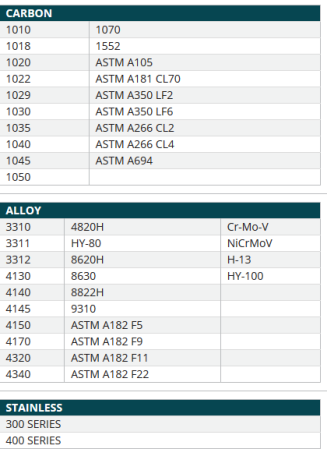 CARBON
1010 1070
1018 1552
1020 ASTM A105
1022 ASTM A181 CL70
1029 ASTM A350 LF2
1030 ASTM A350 LF6
1035 ASTM A266 CL2
1040 ASTM A266 CL4
1045 ASTM A694
1050
ALLOY
3310 4820H Cr-Mo-V
3311 HY-80 NiCrMoV
3312 8620H H-13
4130 8630 HY-100
4140 8822H
4145 9310
4150 ASTM A182 F5
4170 ASTM A182 F9
4320 ASTM A182 F11
4340 ASTM A182 F22
STAINLESS
300 SERIES
400 SERIES